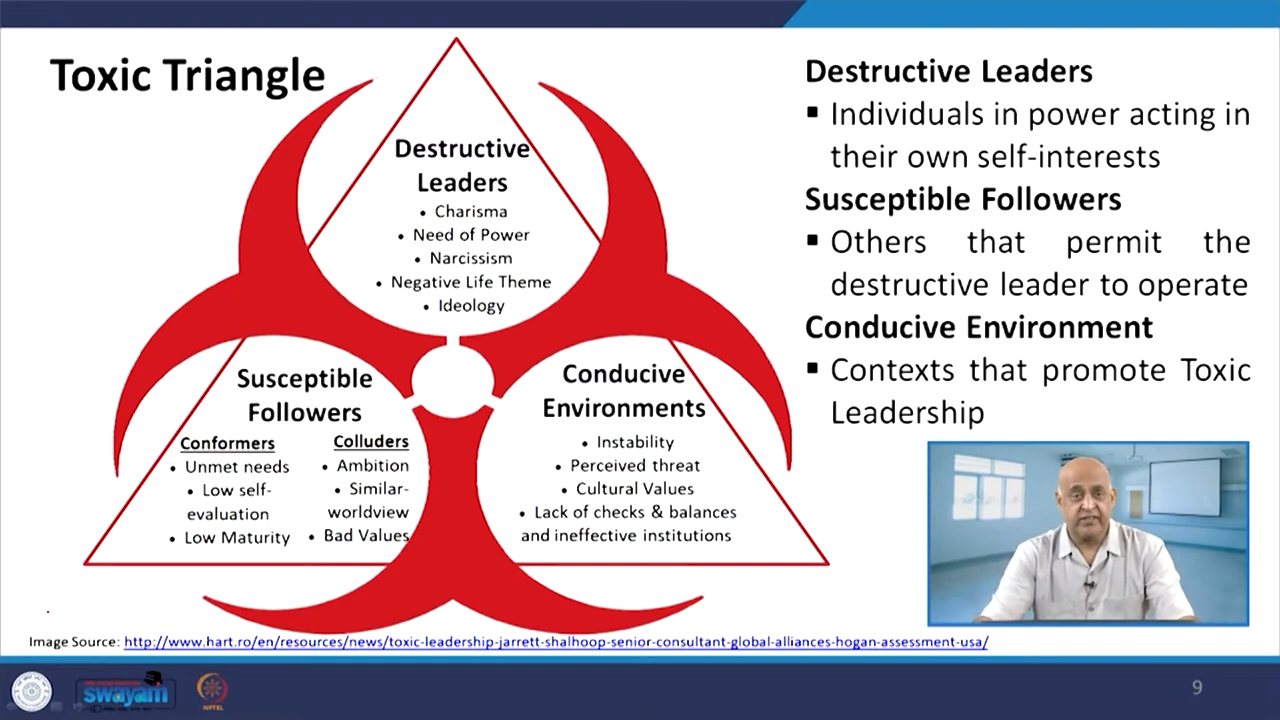 Toxic Triangle
Destructive
Leaders
• Charisma
• Need of Power
• Narcissism
• Negative Life Theme
• Ideology
Susceptible
Followers
Conformers
• Unmet needs
• Low self-
evaluation
• Low Maturity
Colluders
• Ambition
• Similar-
worldview
• Bad Values
Conducive
Environments
• Instability
• Perceived threat
• Cultural Values
• Lack of checks & balances
and ineffective institutions
Destructive Leaders
▪ Individuals in power acting in
their own self-interests
Susceptible Followers
▪ Others that permit the
destructive leader to operate
Conducive Environment
▪ Contexts that promote Toxic
Leadership
Image Source: http://www.hart.ro/en/resources/news/toxic-leadership-jarrett-shalhoop-senior-consultant-global-alliances-hogan-assessment-usa/
swayam
NPTEL
9